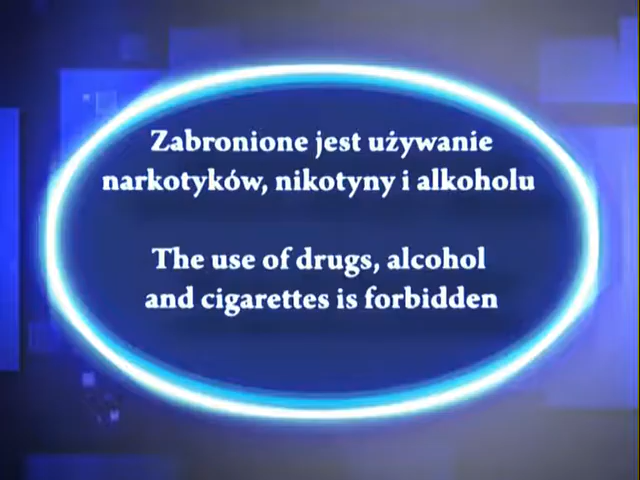 Zabronione jest używanie
narkotyków, nikotyny i alkoholu
The use of drugs, alcohol
and cigarettes is forbidden